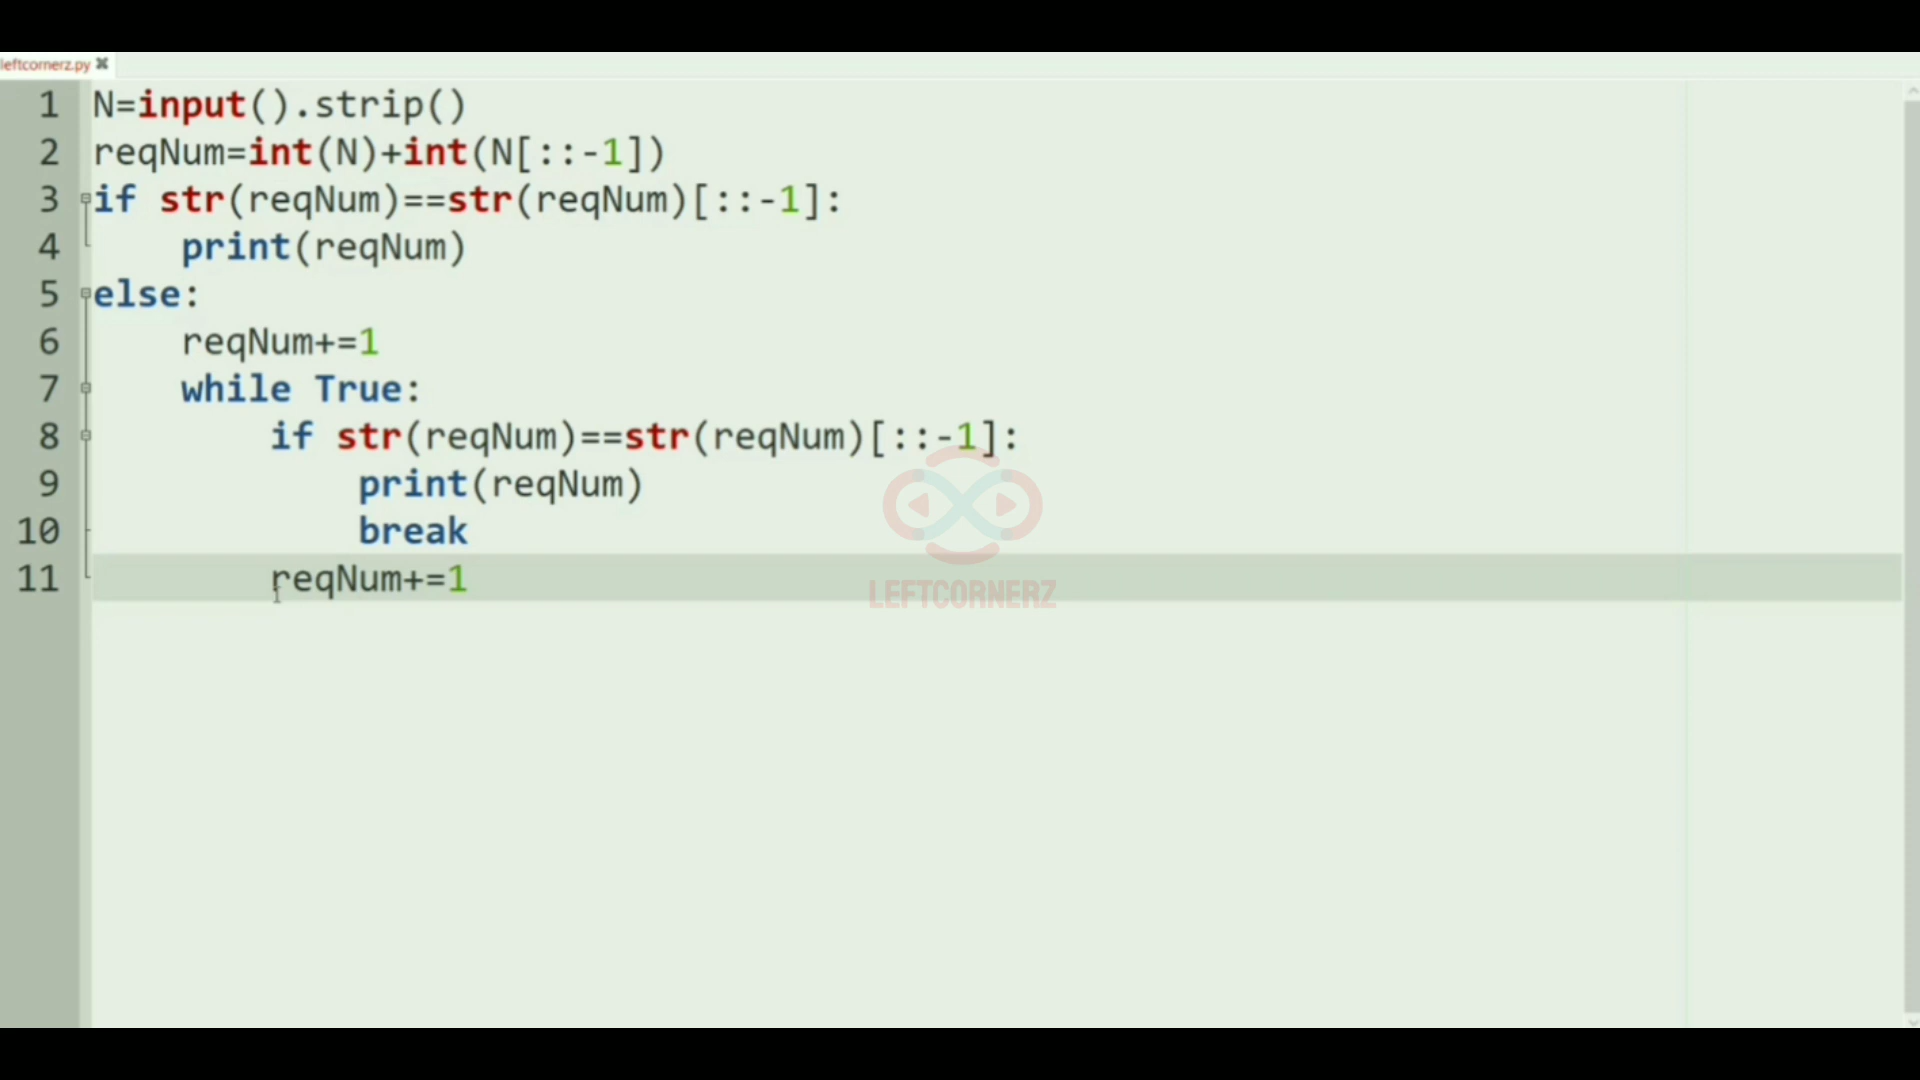 leftcornerz.py
1 N=input().strip()
2 reqNum=int(N)+int(N[::-1])
3 if str(reqNum)==str(reqNum)[::-1]:
4     print(reqNum)
5 else:
6     reqNum+=1
7     while True:
8         if str(reqNum)==str(reqNum)[::-1]:
9             print(reqNum)
10             break
11         reqNum+=1
LEFTCORNERZ